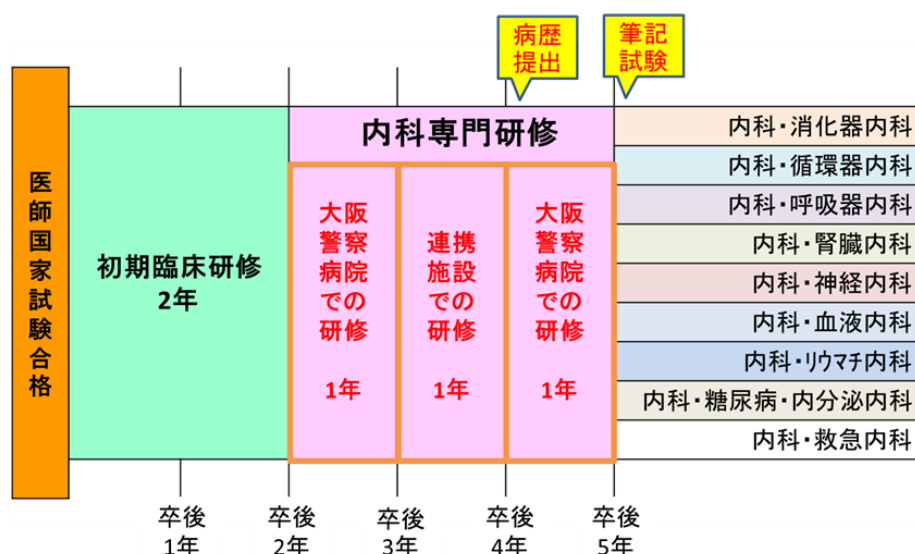 病歴
提出
筆記
試験
医師国家試験合格
初期臨床研修
2年
内科専門研修
大阪
警察
病院
での
研修
1年
連携
施設
での
研修
1年
大阪
警察
病院
での
研修
1年
内科・消化器内科
内科・循環器内科
内科・呼吸器内科
内科・腎臓内科
内科・神経内科
内科・血液内科
内科・リウマチ内科
内科・糖尿病・内分泌内科
内科・救急内科
卒後
1年
卒後
2年
卒後
3年
卒後
4年
卒後
5年